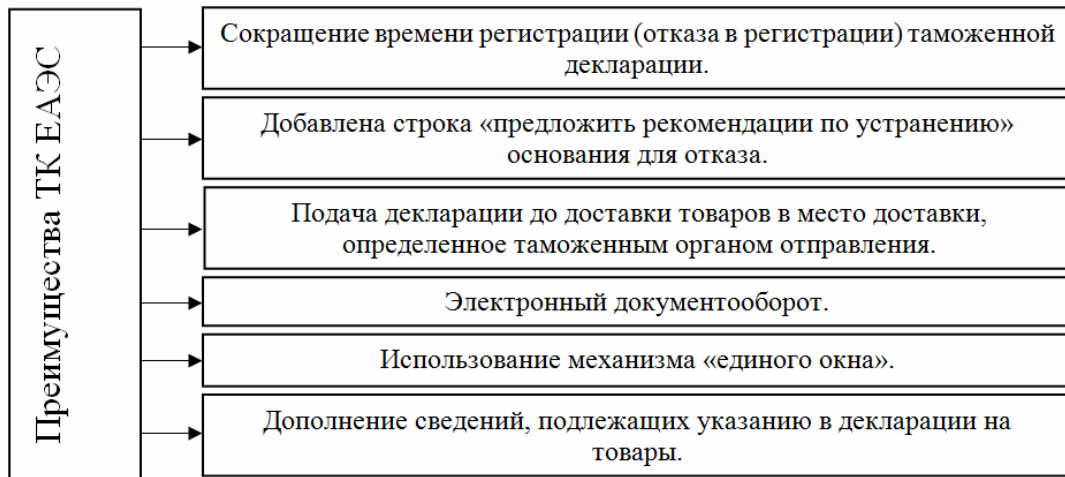 Преимущества ТК ЕАЭС
Сокращение времени регистрации (отказа в регистрации) таможенной
декларации.
Добавлена строка «предложить рекомендации по устранению»
основания для отказа.
Подача декларации до доставки товаров в место доставки,
определенное таможенным органом отправления.
Электронный документооборот.
Использование механизма «единого окна».
Дополнение сведений, подлежащих указанию в декларации на
товары.